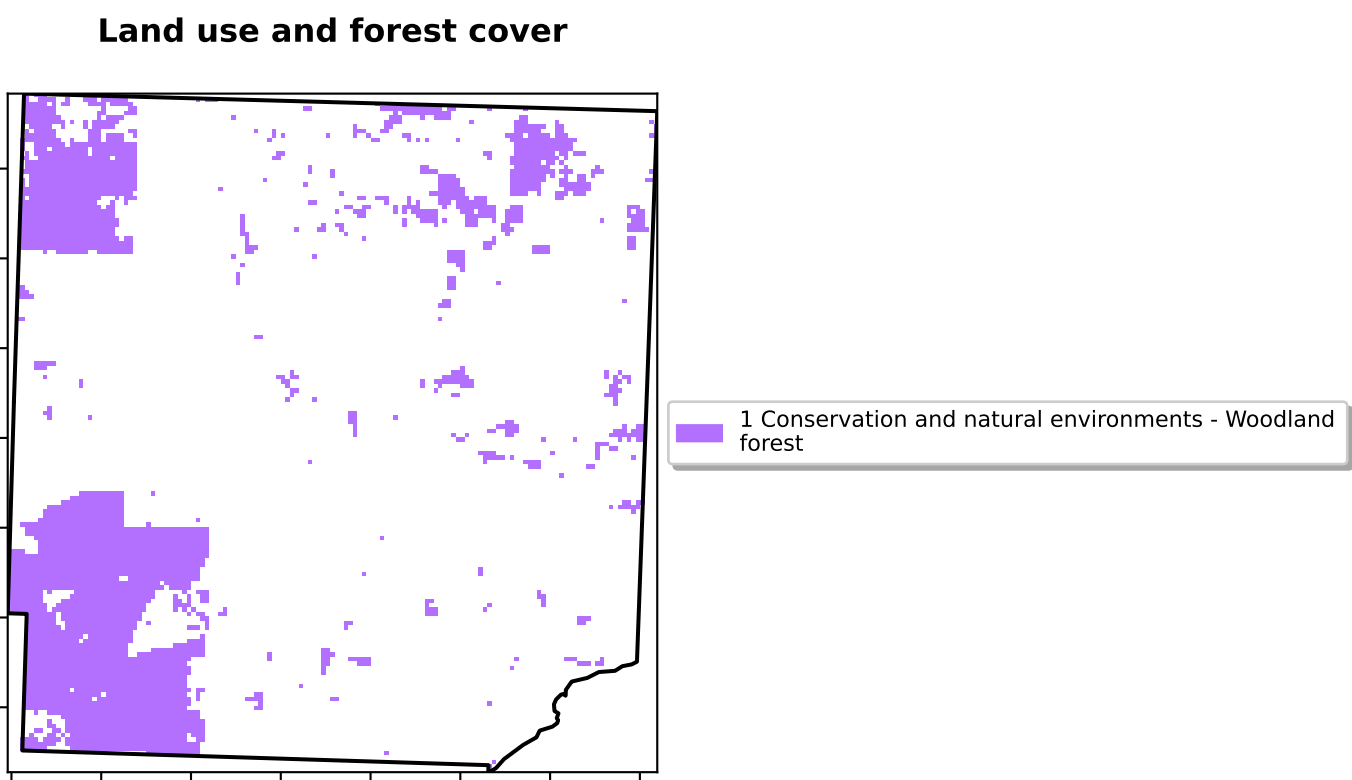 Land use and forest cover
1 Conservation and natural environments - Woodland
forest